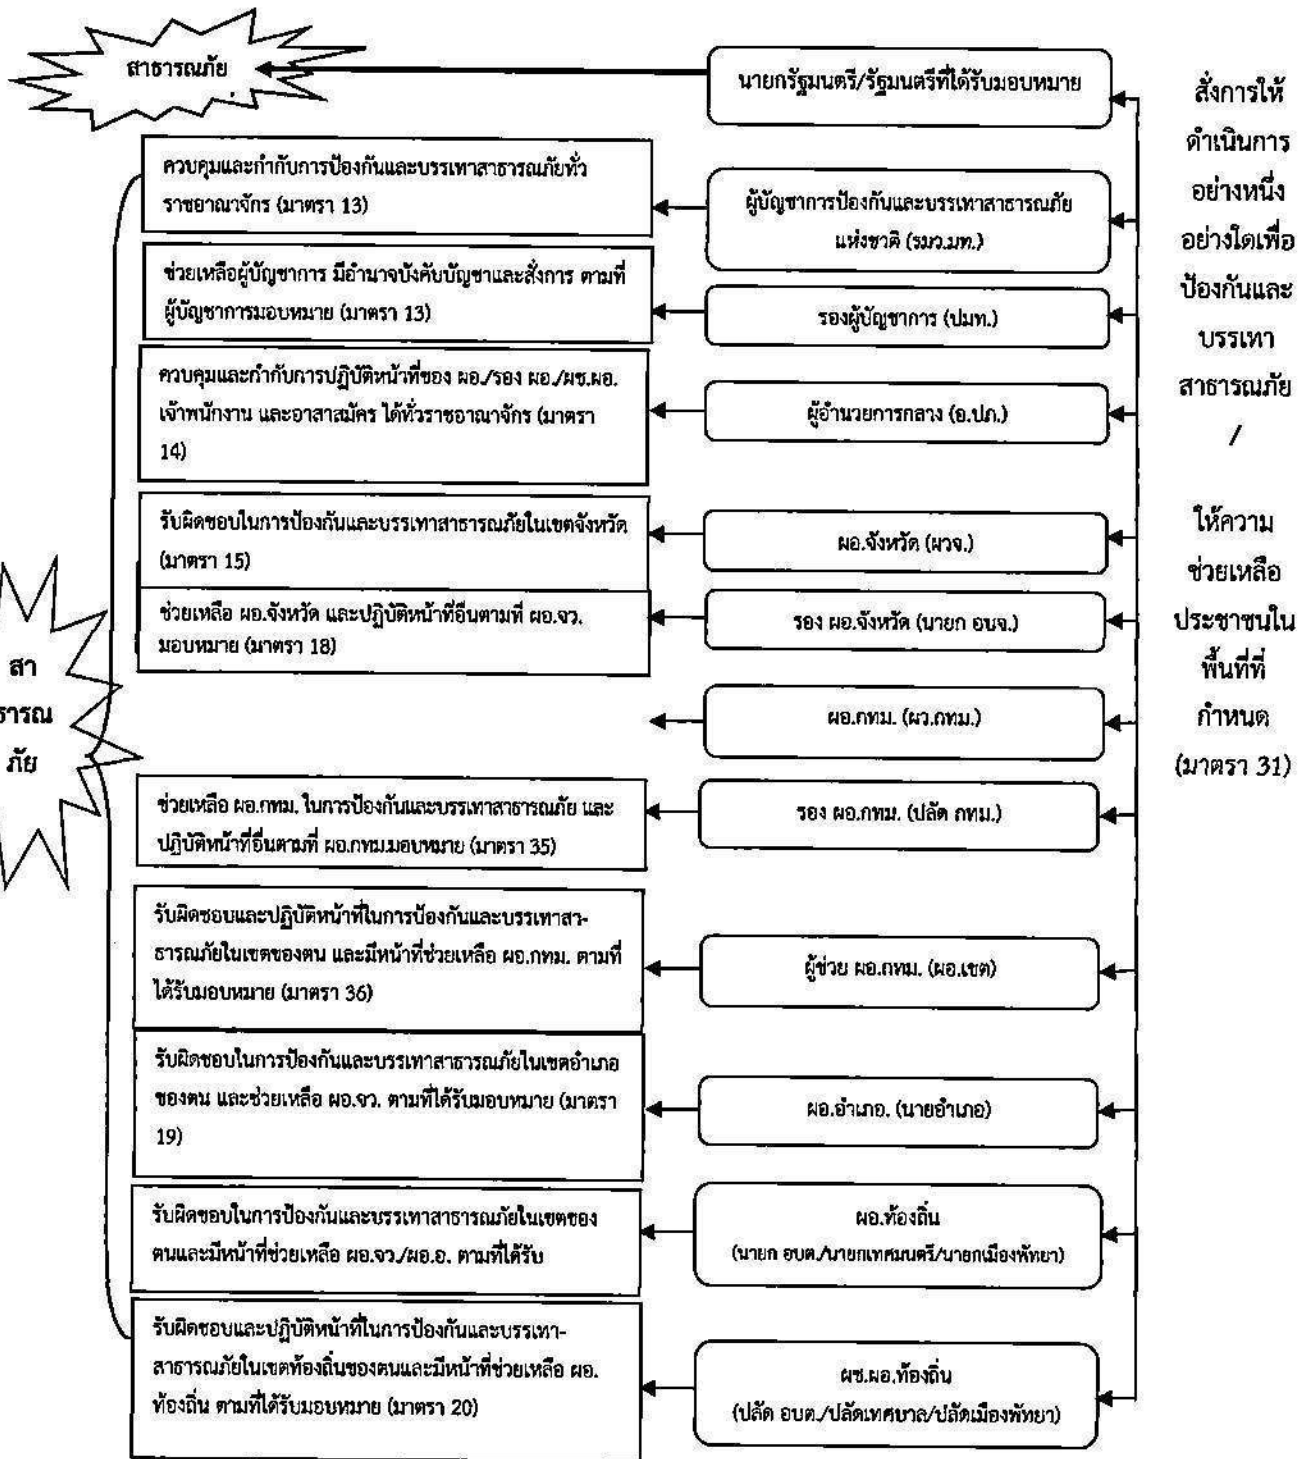 สาธารณภัย
นายกรัฐมนตรี/รัฐมนตรีที่ได้รับมอบหมาย
ควบคุมและกำกับการป้องกันและบรรเทาสาธารณภัยทั่ว
ราชอาณาจักร (มาตรา 13)
ผู้บัญชาการป้องกันและบรรเทาสาธารณภัย
แห่งชาติ (รมว.มท.)
ช่วยเหลือผู้บัญชาการ มีอำนาจบังคับบัญชาและสั่งการ ตามที่
ผู้บัญชาการมอบหมาย (มาตรา 13)
รองผู้บัญชาการ (ปมท.)
ควบคุมและกำกับการปฏิบัติหน้าที่ของ ผอ./รอง ผอ./ผช.ผอ.
เจ้าพนักงาน และอาสาสมัคร ได้ทั่วราชอาณาจักร (มาตรา
14)
ผู้อำนวยการกลาง (อ.ปภ.)
รับผิดชอบในการป้องกันและบรรเทาสาธารณภัยในเขตจังหวัด
(มาตรา 15)
ผอ.จังหวัด (ผวจ.)
ช่วยเหลือ ผอ.จังหวัด และปฏิบัติหน้าที่อื่นตามที่ ผอ.จว.
มอบหมาย (มาตรา 18)
รอง ผอ.จังหวัด (นายก อบจ.)
ผอ.กทม. (ผว.กทม.)
ช่วยเหลือ ผอ.กทม. ในการป้องกันและบรรเทาสาธารณภัย และ
ปฏิบัติหน้าที่อื่นตามที่ ผอ.กทม.มอบหมาย (มาตรา 35)
รอง ผอ.กทม. (ปลัด กทม.)
รับผิดชอบและปฏิบัติหน้าที่ในการป้องกันและบรรเทาสา-
ธารณภัยในเขตของตน และมีหน้าที่ช่วยเหลือ ผอ.กทม. ตามที่
ได้รับมอบหมาย (มาตรา 36)
ผู้ช่วย ผอ.กทม. (ผอ.เขต)
รับผิดชอบในการป้องกันและบรรเทาสาธารณภัยในเขตอำเภอ
ของตน และช่วยเหลือ ผอ.จว. ตามที่ได้รับมอบหมาย (มาตรา
19)
ผอ.อำเภอ. (นายอำเภอ)
รับผิดชอบในการป้องกันและบรรเทาสาธารณภัยในเขตของ
ตนและมีหน้าที่ช่วยเหลือ ผอ.จว./ผอ.อ. ตามที่ได้รับ
ผอ.ท้องถิ่น
(นายก อบต./นายกเทศมนตรี/นายกเมืองพัทยา)
รับผิดชอบและปฏิบัติหน้าที่ในการป้องกันและบรรเทา-
สาธารณภัยในเขตท้องถิ่นของตนและมีหน้าที่ช่วยเหลือ ผอ.
ท้องถิ่น ตามที่ได้รับมอบหมาย (มาตรา 20)
ผช.ผอ.ท้องถิ่น
(ปลัด อบต./ปลัดเทศบาล/ปลัดเมืองพัทยา)
สั่งการให้
ดำเนินการ
อย่างหนึ่ง
อย่างใดเพื่อ
ป้องกันและ
บรรเทา
สาธารณภัย
/
ให้ความ
ช่วยเหลือ
ประชาชนใน
พื้นที่ที่
กำหนด
(มาตรา 31)
สา
ธารณ
ภัย